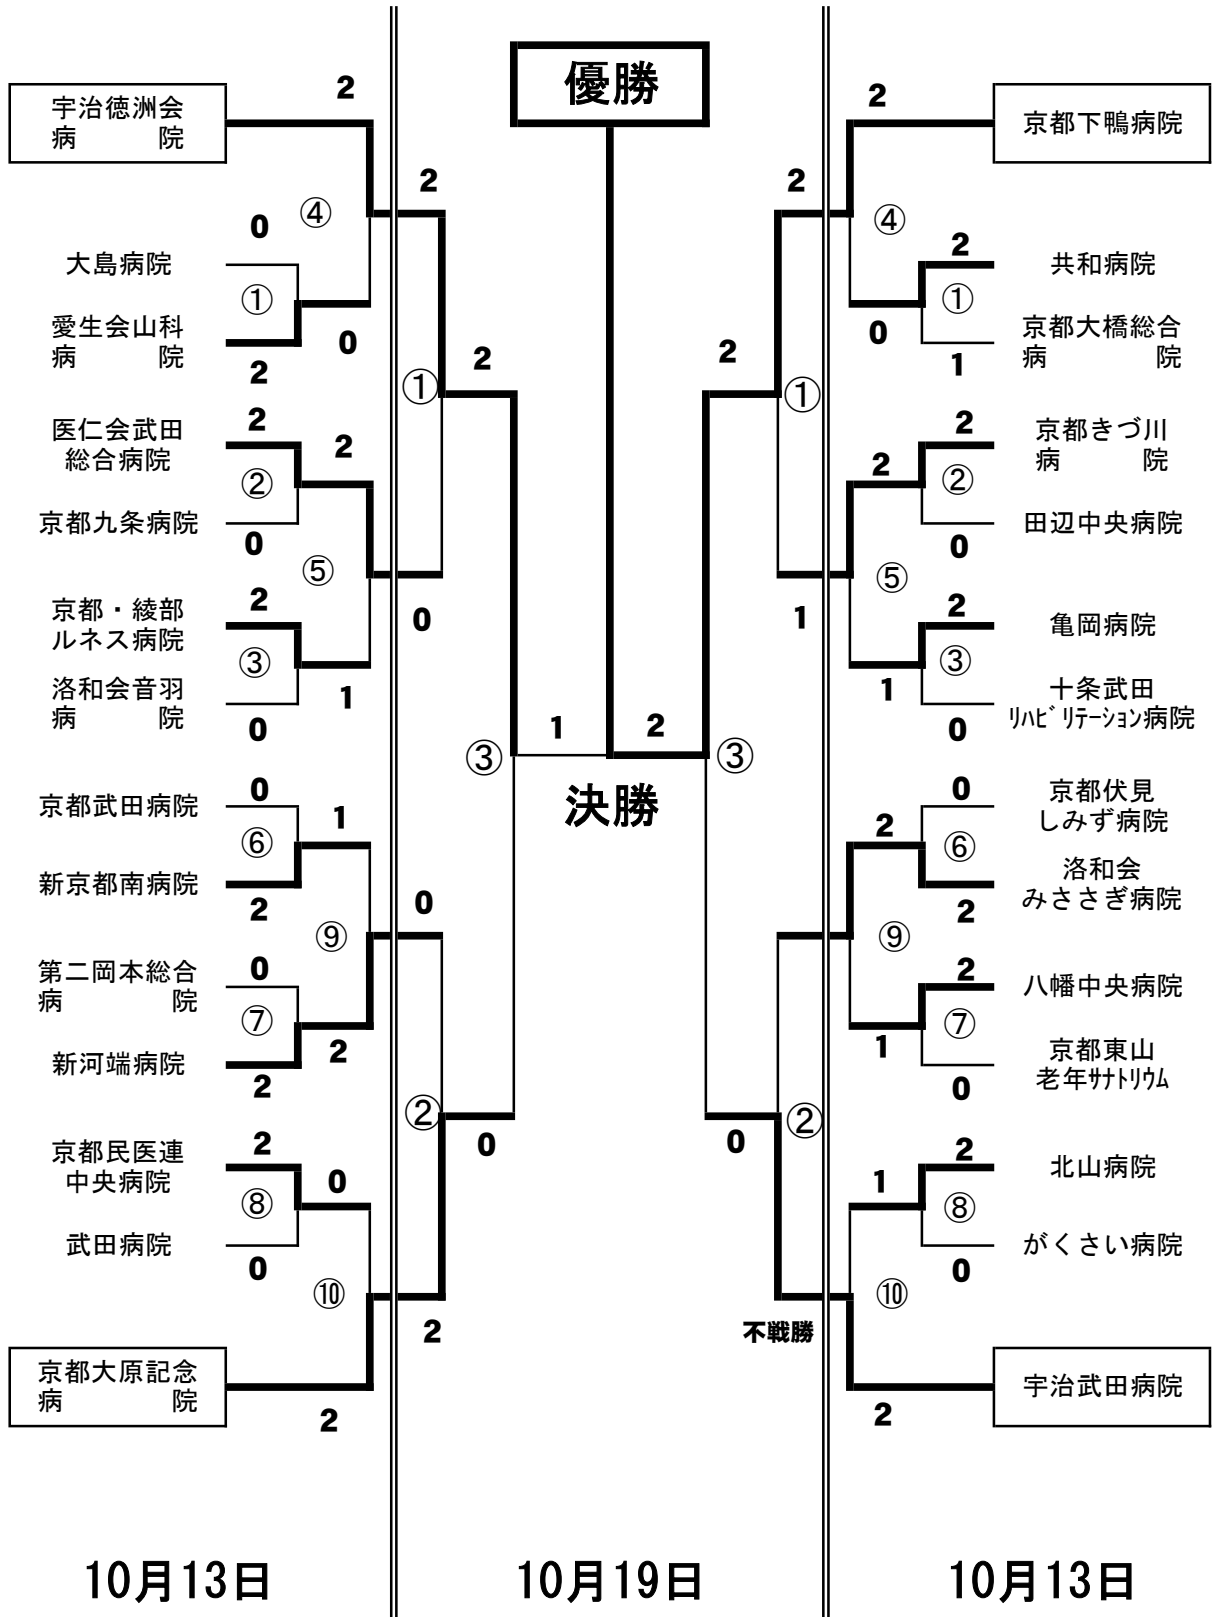 優勝
2
宇治徳洲会
病　　　院
④
0
大島病院
①
愛生会山科
病　　　院
2
0
2
①
2
医仁会武田
総合病院
2
2
②
京都九条病院
0
⑤
京都・綾部
ルネス病院
2
0
③
洛和会音羽
病　　　院
0
1
③
1
2
③
決勝
京都武田病院
0
1
⑥
新京都南病院
2
⑨
0
第二岡本総合
病　　　院
0
⑦
新河端病院
2
2
②
0
京都民医連
中央病院
2
0
⑧
武田病院
0
⑩
2
京都大原記念
病　　　院
2
2
京都下鴨病院
2
④
2
共和病院
①
0
京都大橋総合
病　　　院
1
2
①
京都きづ川
病　　　院
2
2
②
田辺中央病院
0
⑤
1
亀岡病院
2
③
1
十条武田
ﾘﾊﾋﾞﾘﾃｰｼｮﾝ病院
0
京都伏見
しみず病院
0
2
⑥
洛和会
みささぎ病院
2
⑨
八幡中央病院
2
⑦
1
京都東山
老年ｻﾅﾄﾘｳﾑ
0
②
0
北山病院
2
1
⑧
がくさい病院
0
⑩
不戦勝
宇治武田病院
2
10月13日
10月19日
10月13日